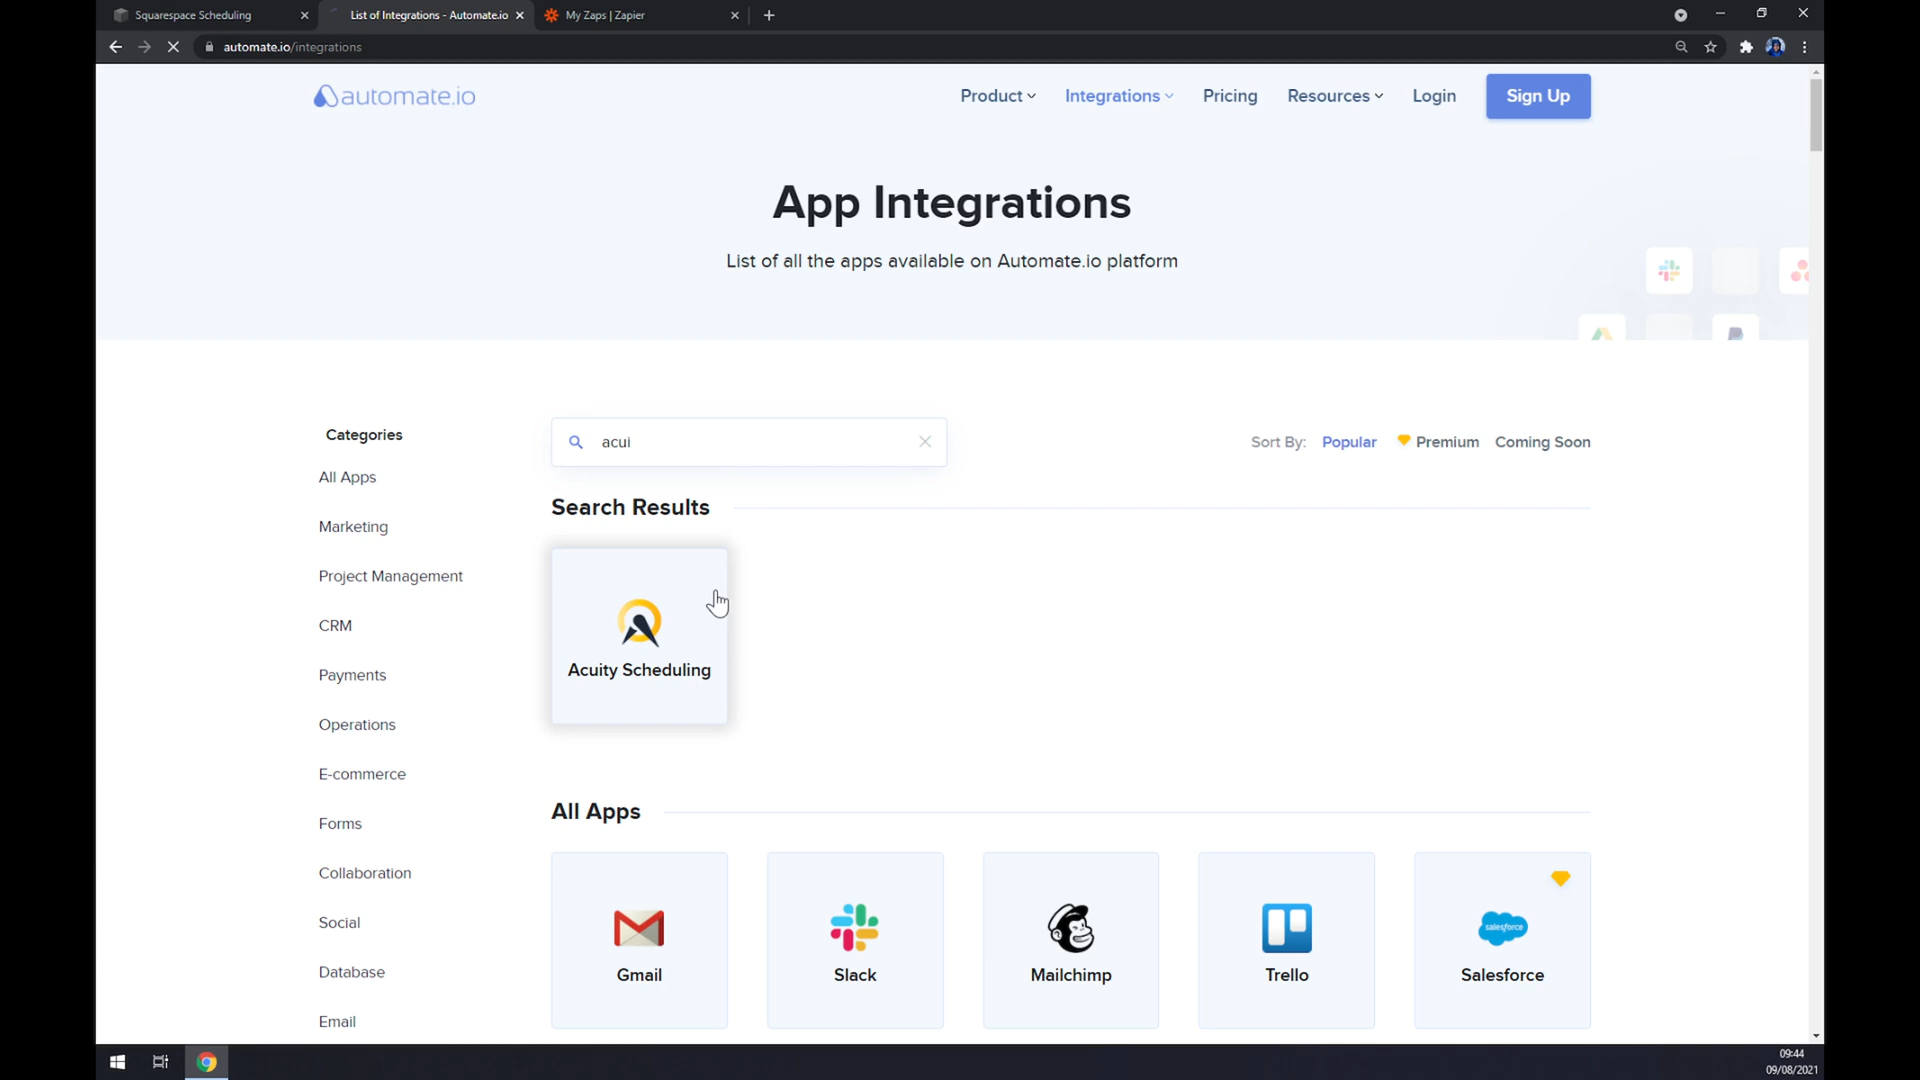 Squarespace Scheduling
List of Integrations - Automate.io
My Zaps | Zapier
automate.io/integrations
automate.io
Product
Integrations
Pricing
Resources
Login
Sign Up
App Integrations
List of all the apps available on Automate.io platform
Categories
All Apps
Marketing
Project Management
CRM
Payments
Operations
E-commerce
Forms
Collaboration
Social
Database
Email
acui
Sort By:
Popular
Premium
Coming Soon
Search Results
Acuity Scheduling
All Apps
Gmail
Slack
Mailchimp
Trello
salesforce
Salesforce
09:44
09/08/2021